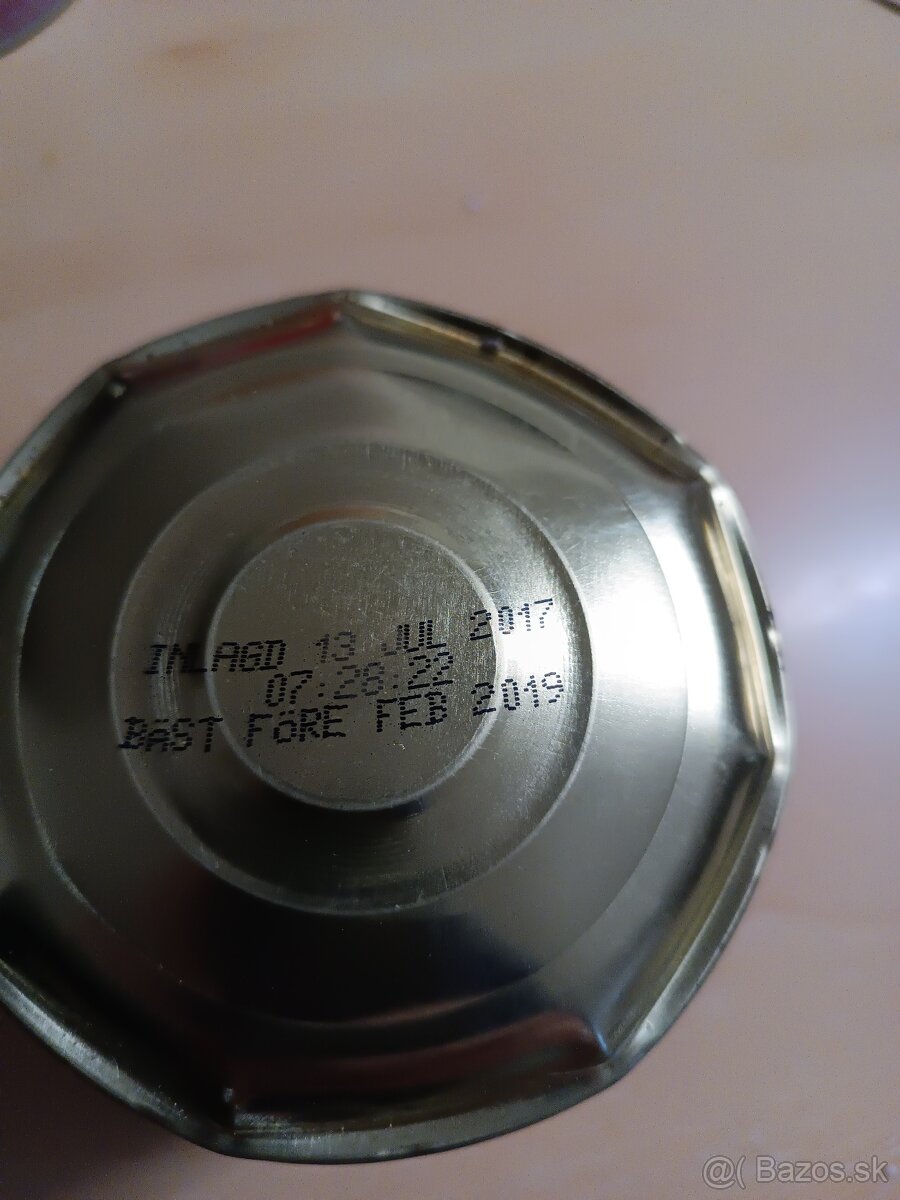 INLAGD 13 JUL 2017
07:28:22
BäST FöRE FEB 2019
@( Bazos.sk